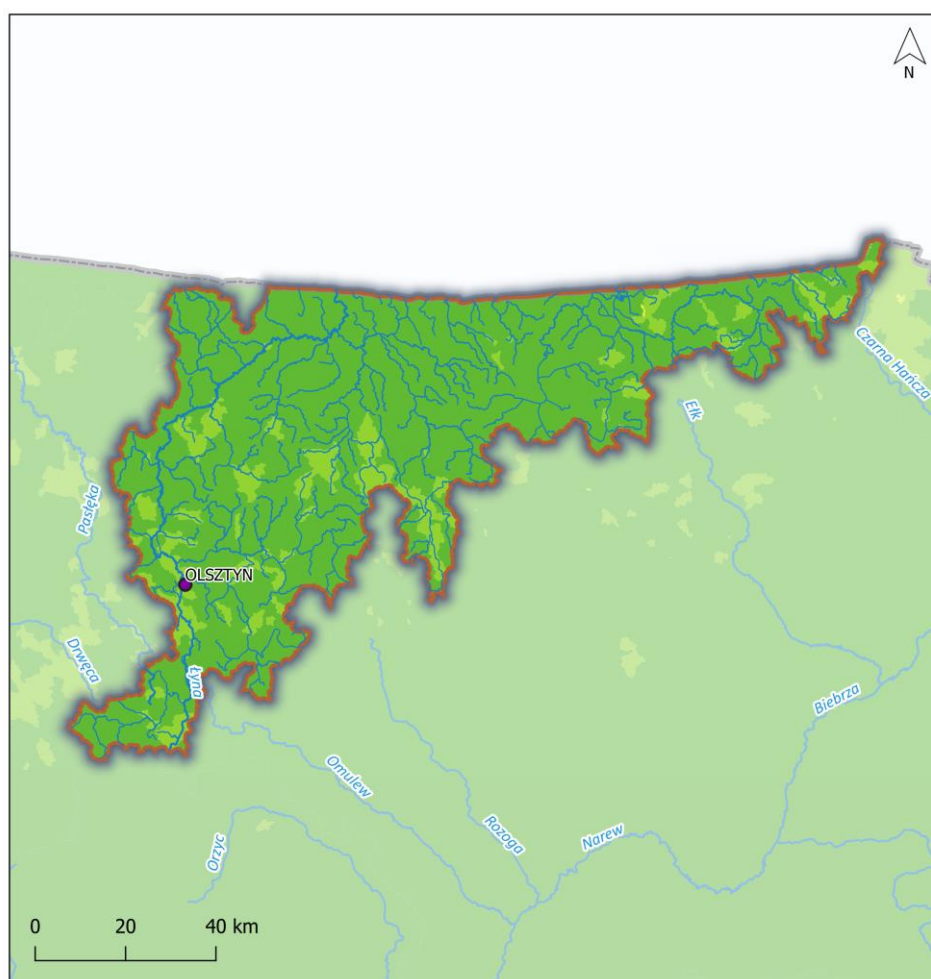 N
Czarna Hańcza
Ełk
Pasłęka
OLSZTYN
Drwęca
Łyna
Biebrza
Omulew
Rozoga
Narew
Orzyc
0 20 40 km